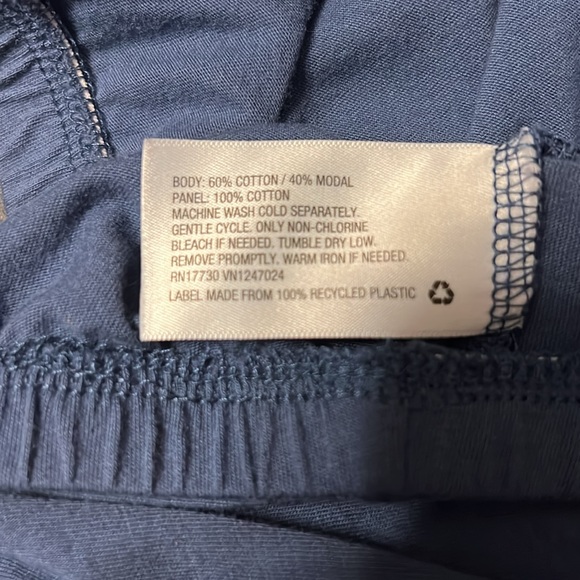 BODY: 60% COTTON / 40% MODAL
PANEL: 100% COTTON
MACHINE WASH COLD SEPARATELY.
GENTLE CYCLE. ONLY NON-CHLORINE
BLEACH IF NEEDED. TUMBLE DRY LOW.
REMOVE PROMPTLY. WARM IRON IF NEEDED.
RN17730 VN1247024
LABEL MADE FROM 100% RECYCLED PLASTIC